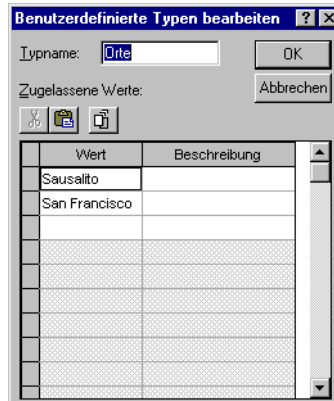 Benutzerdefinierte Typen bearbeiten
Typname: Orte OK
Zugelassene Werte: Abbrechen
Wert Beschreibung
Sausalito
San Francisco